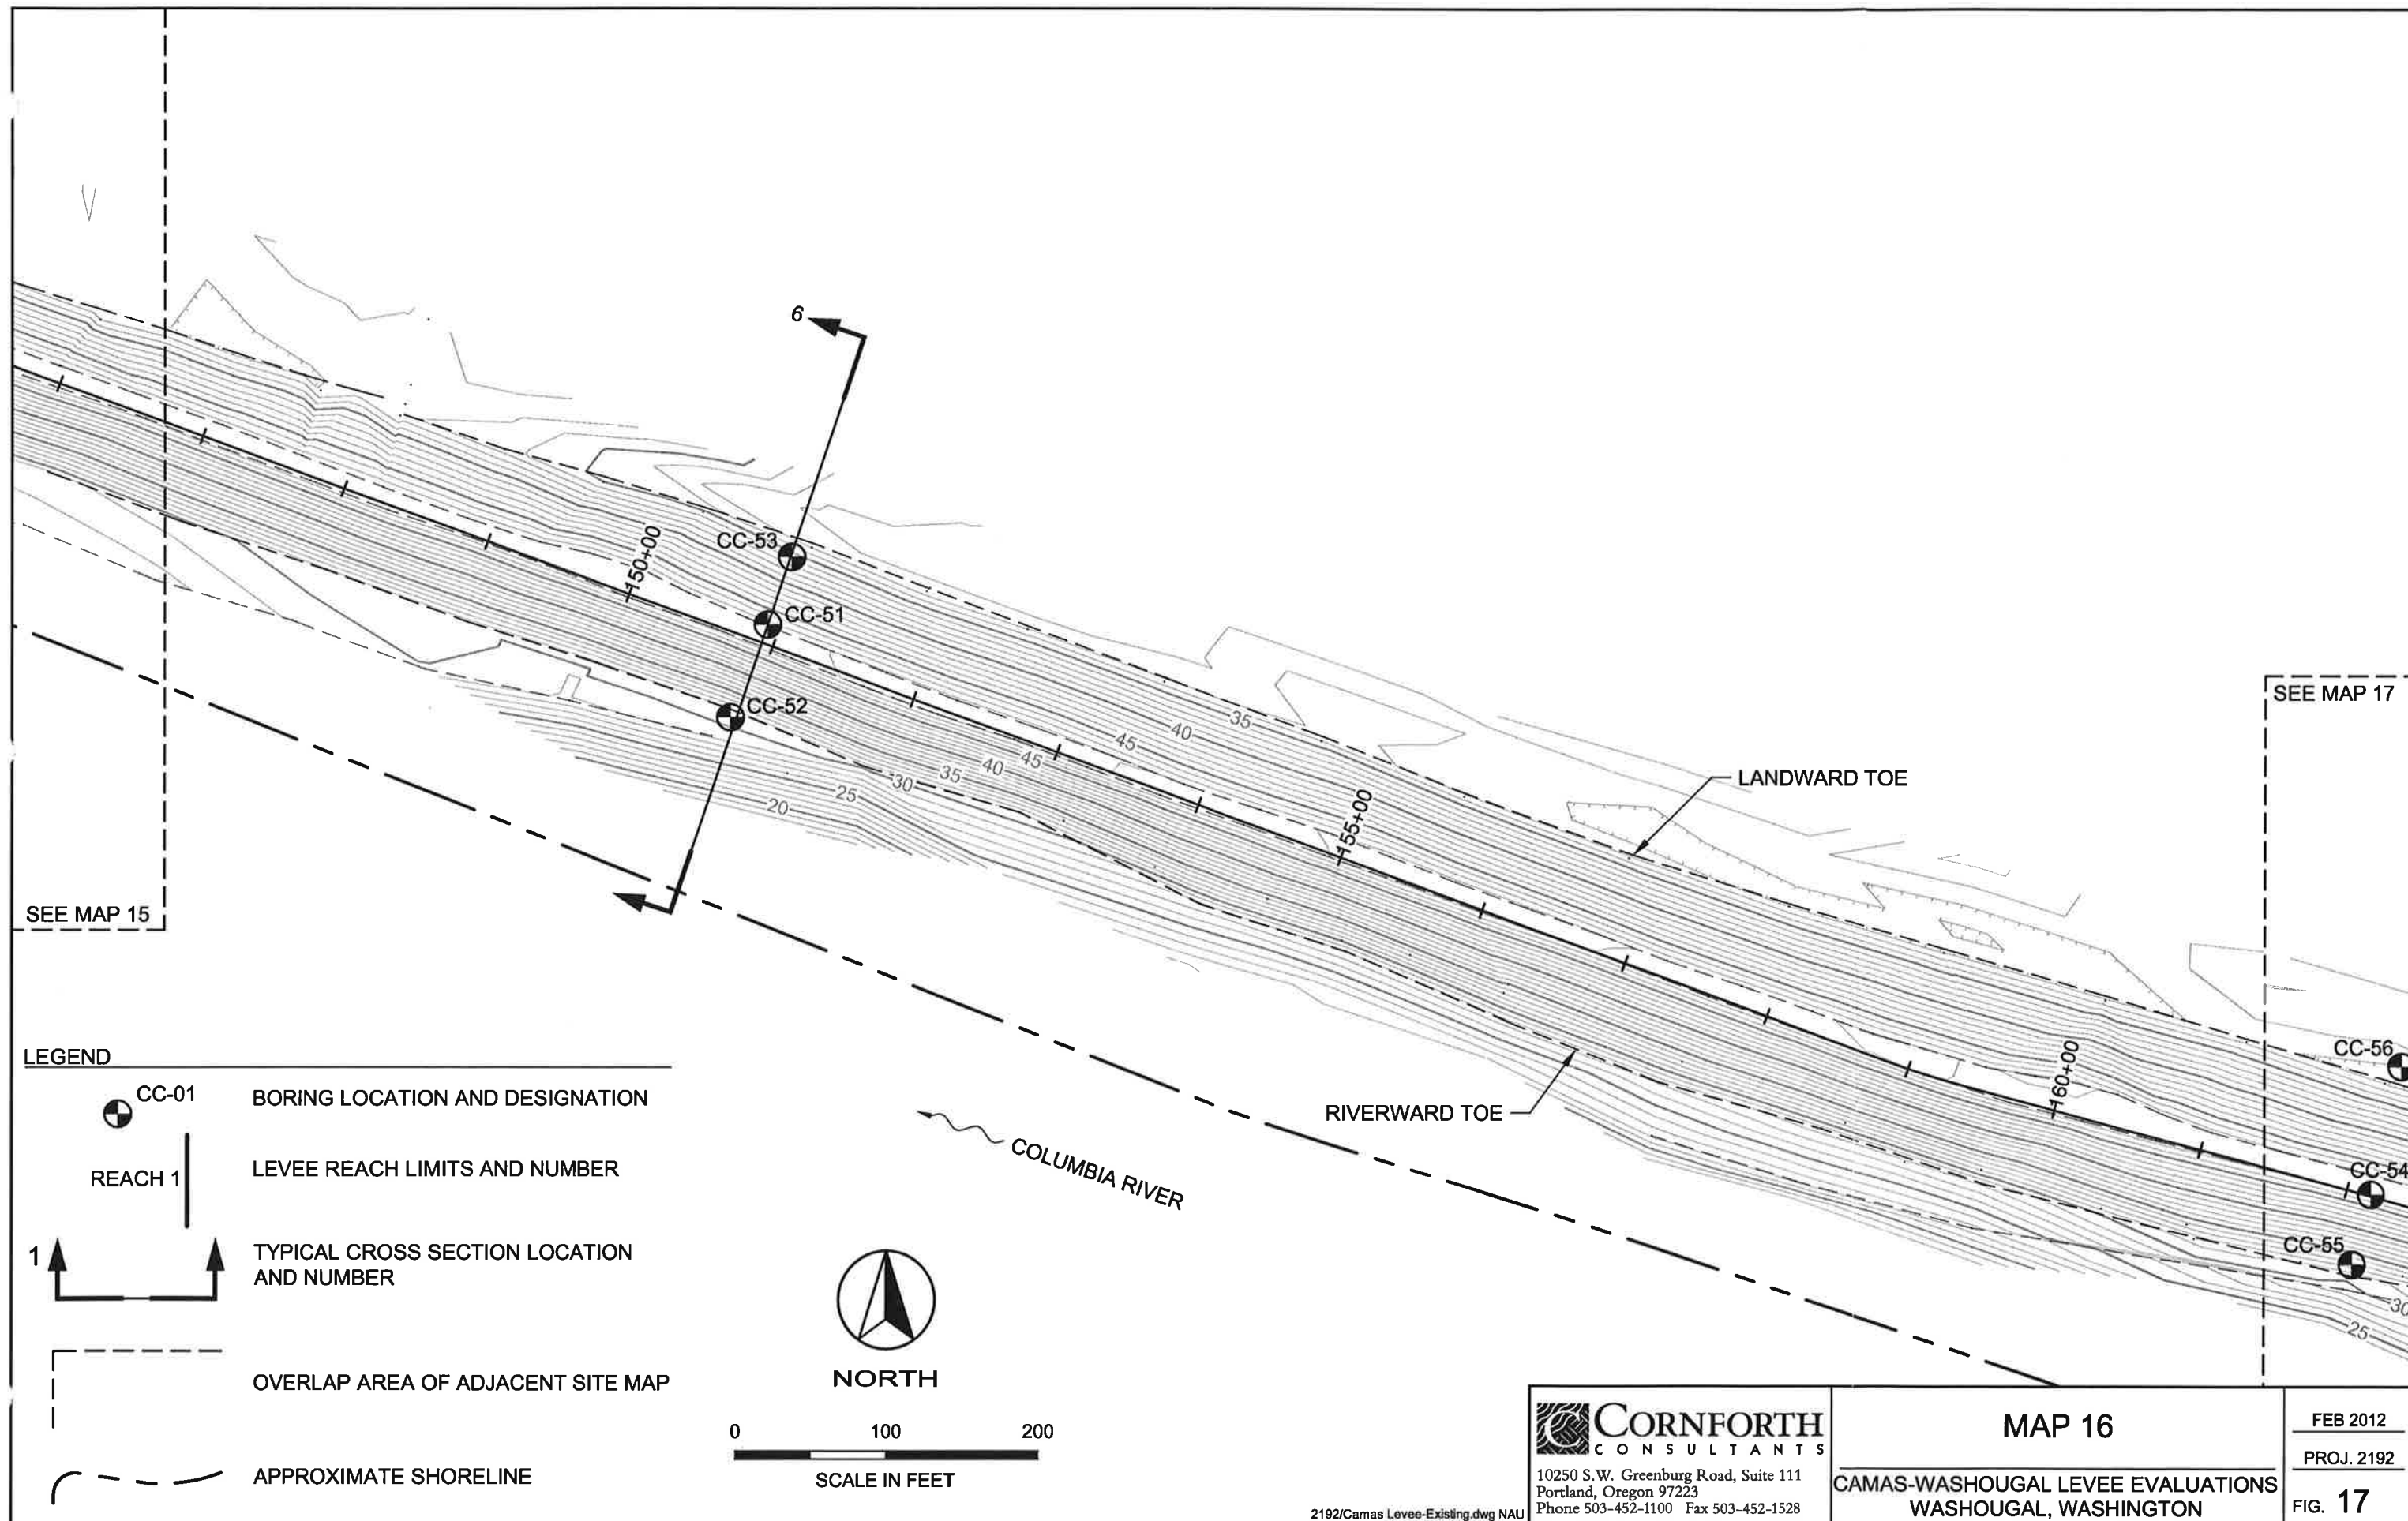 6
CC-53
150+00
CC-51
CC-52
35
40
45
45
40
35
30
25
20
155+00
LANDWARD TOE
SEE MAP 17
SEE MAP 15
RIVERWARD TOE
160+00
CC-56
CC-54
CC-55
30
25
COLUMBIA RIVER
LEGEND
CC-01
BORING LOCATION AND DESIGNATION
REACH 1
LEVEE REACH LIMITS AND NUMBER
1
TYPICAL CROSS SECTION LOCATION
AND NUMBER
OVERLAP AREA OF ADJACENT SITE MAP
APPROXIMATE SHORELINE
NORTH
0 100 200
SCALE IN FEET
2192/Camas Levee-Existing.dwg NAU
C CORNFORTH
CONSULTANTS
10250 S.W. Greenburg Road, Suite 111
Portland, Oregon 97223
Phone 503-452-1100 Fax 503-452-1528
MAP 16
CAMAS-WASHOUGAL LEVEE EVALUATIONS
WASHOUGAL, WASHINGTON
FEB 2012
PROJ. 2192
FIG. 17